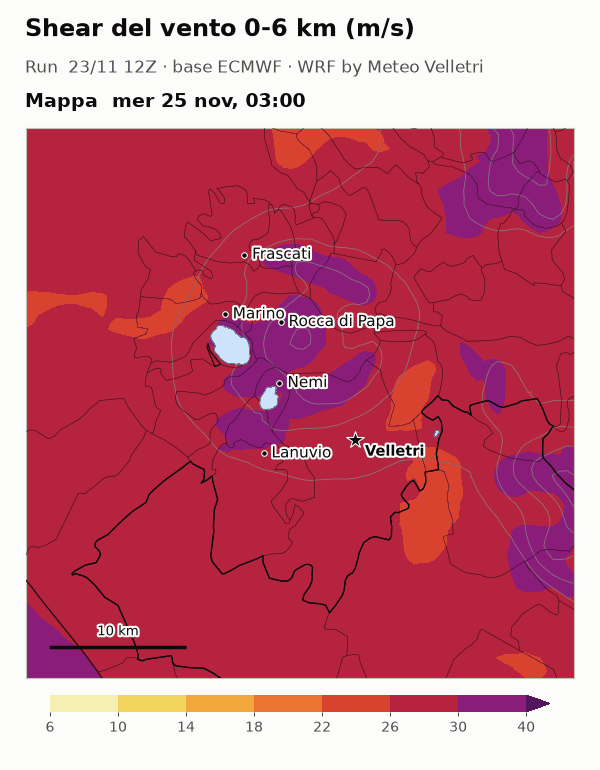 Shear del vento 0-6 km (m/s)
Run  23/11 12Z · base ECMWF · WRF by Meteo Velletri
Mappa  mer 25 nov, 03:00
Frascati
Marino
Rocca di Papa
Nemi
Velletri
Lanuvio
10 km
6 10 14 18 22 26 30 40